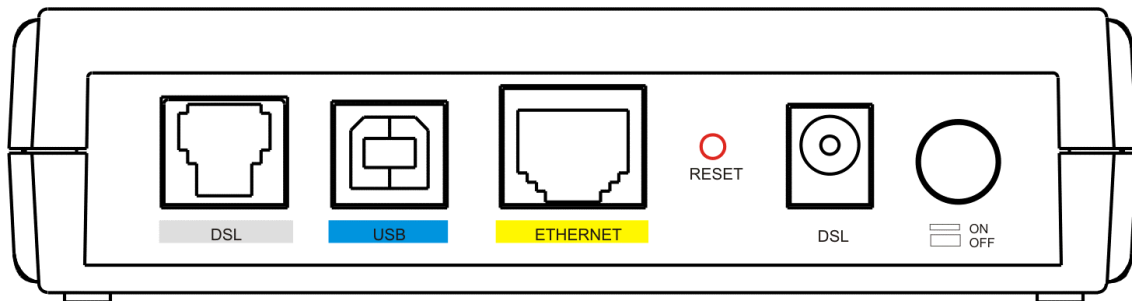 DSL
USB
ETHERNET
RESET
DSL
ON
OFF